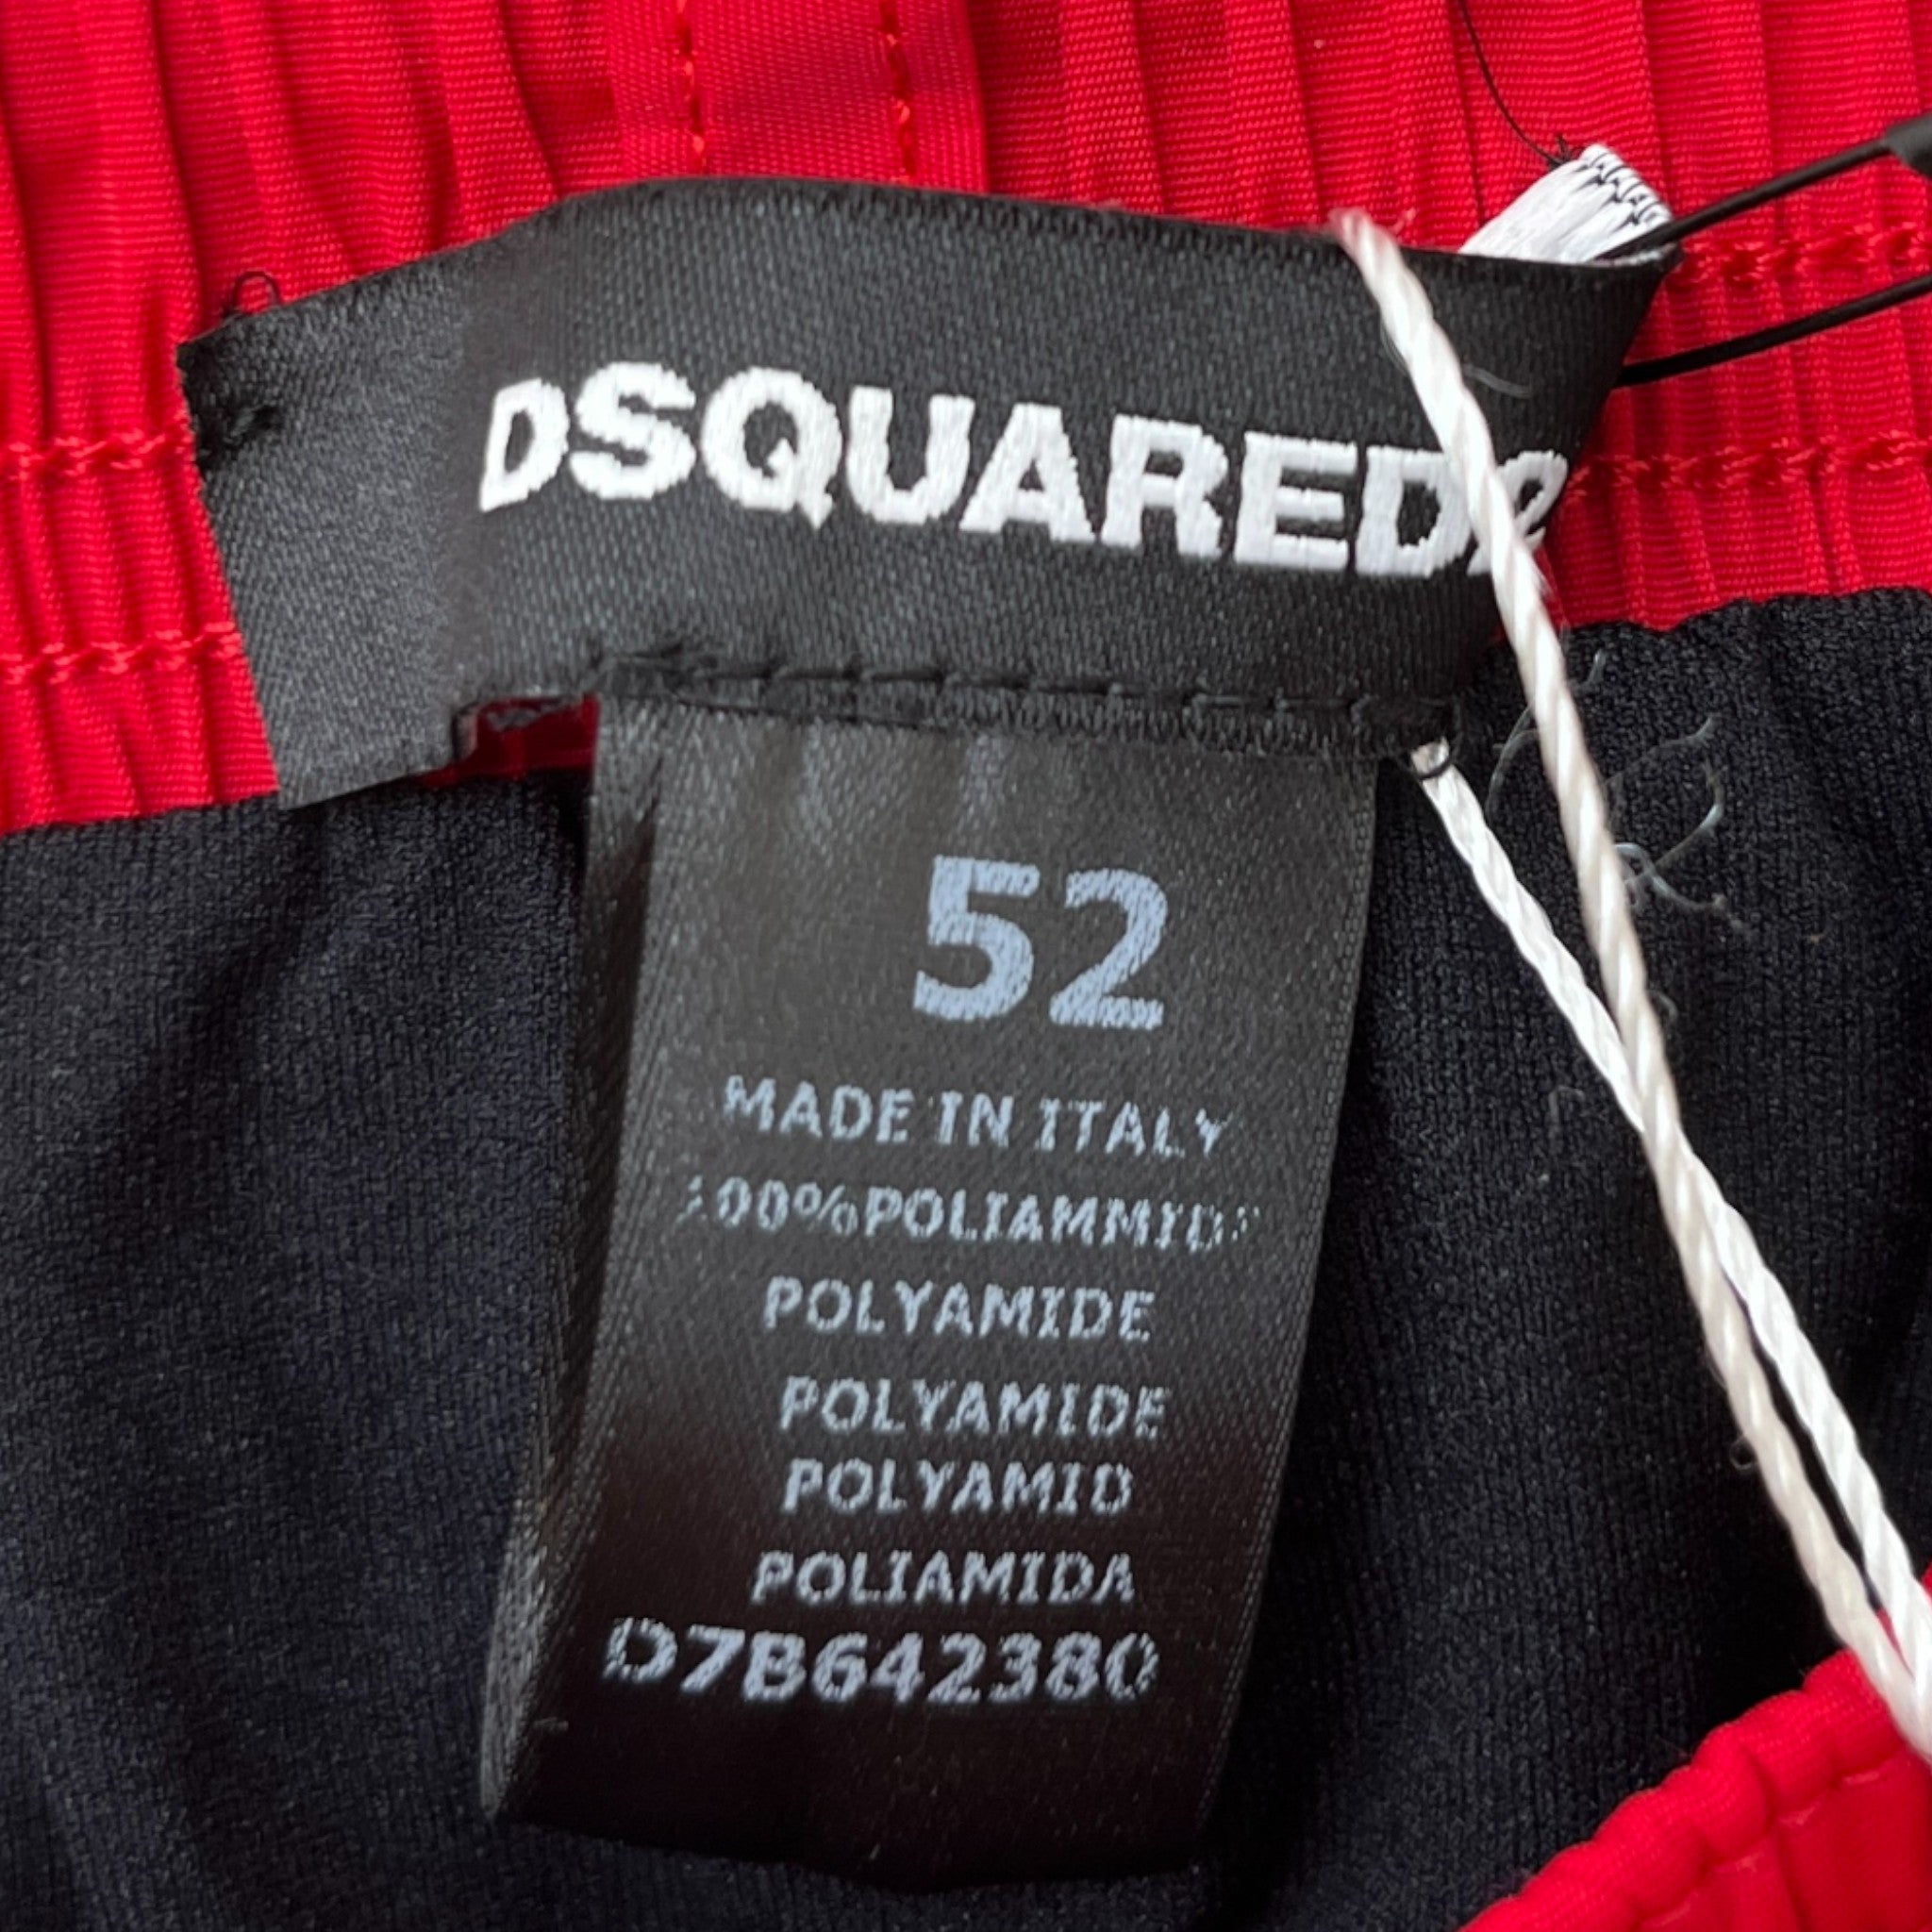 DSQUARED2
52
MADE IN ITALY
100%POLIAMMIDE
POLYAMIDE
POLYAMIDE
POLYAMID
POLIAMIDA
D7B642380